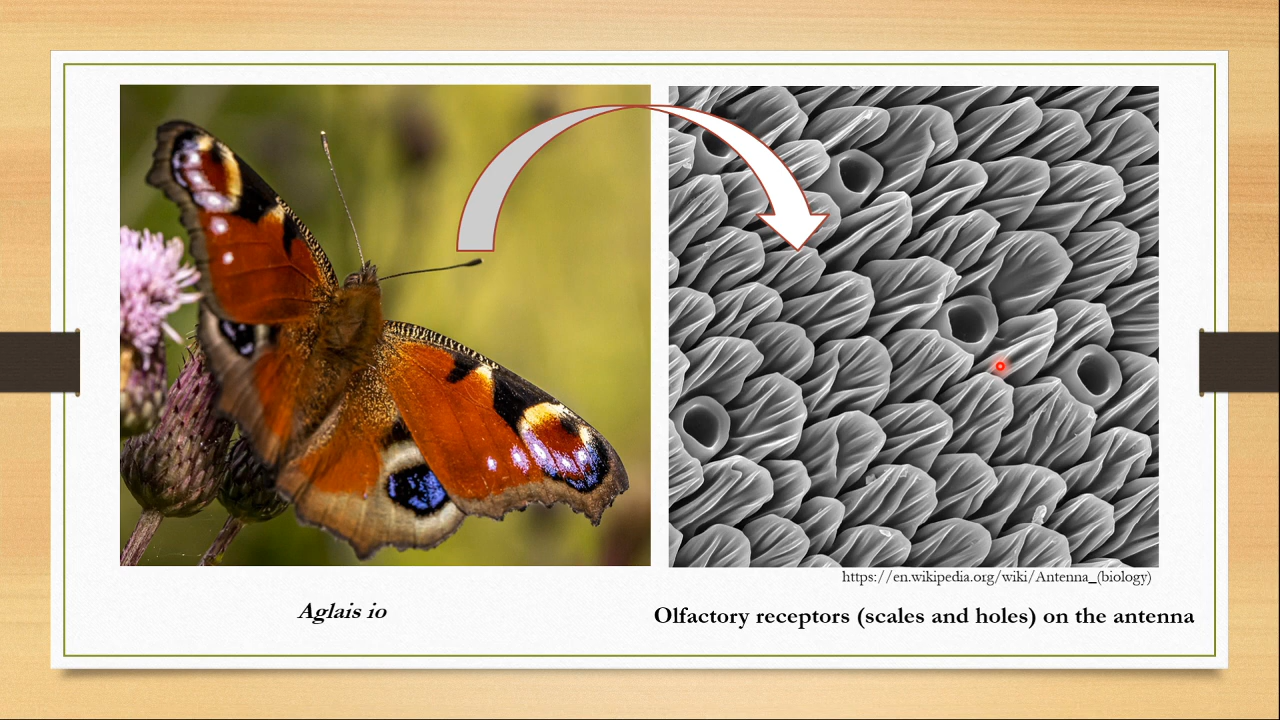 https://en.wikipedia.org/wiki/Antenna_(biology)
Aglais io
Olfactory receptors (scales and holes) on the antenna